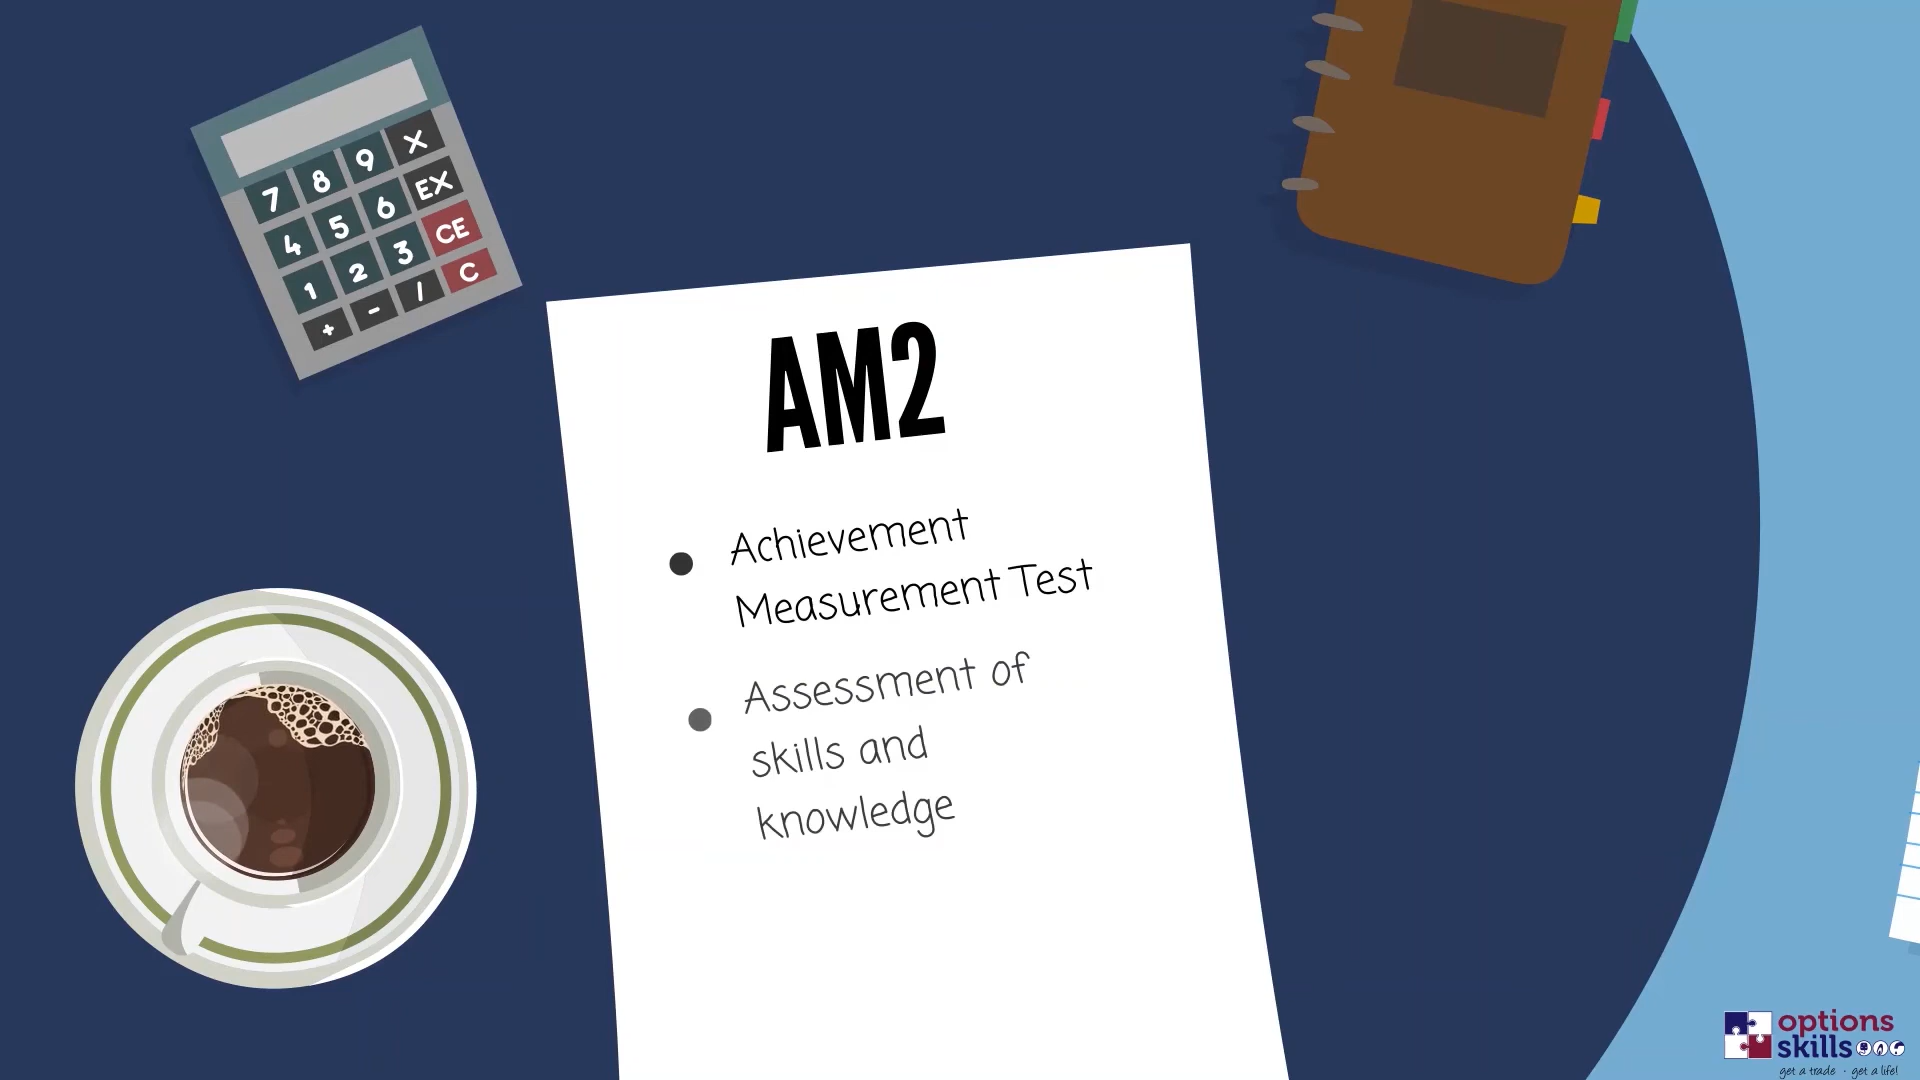 7 8 9 X
4 5 6 EX
1 2 3 CE
+ - / C
AM2
Achievement
Measurement Test
Assessment of
skills and
knowledge
options
skills
get a trade · get a life!